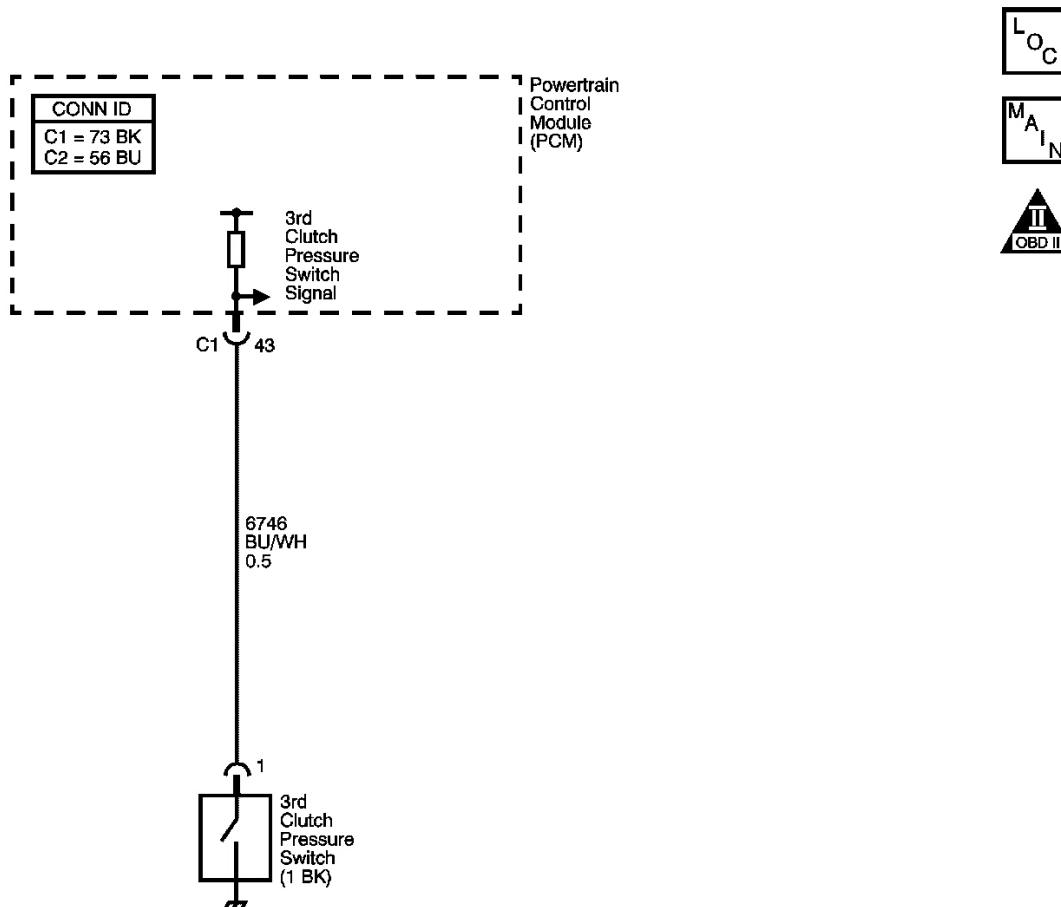 L
O
C
Powertrain
Control
Module
(PCM)
CONN ID
C1 = 73 BK
C2 = 56 BU
M
A
I
N
3rd
Clutch
Pressure
Switch
Signal
II
OBD II
C1 43
6746
BU/WH
0.5
1
3rd
Clutch
Pressure
Switch
(1 BK)